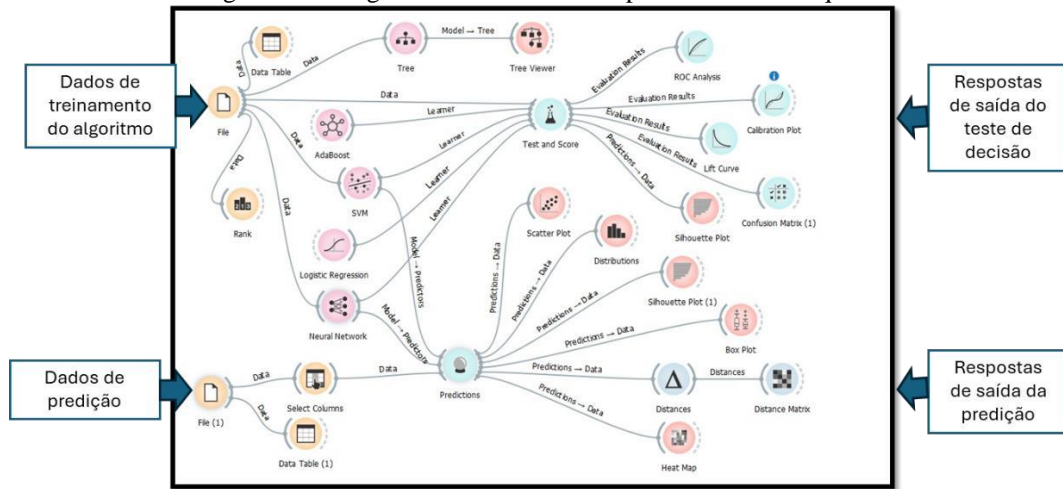 Dados de
treinamento
do algoritmo
Dados de
predição
Respostas
de saída do
teste de
decisão
Respostas
de saída da
predição
Data Table
Data
File
Data
Tree
Model → Tree
Tree Viewer
Data
Learner
AdaBoost
Data
Learner
SVM
Learner
Learner
Data
Rank
Data
Logistic Regression
Neural Network
Test and Score
Evaluation Results
ROC Analysis
Evaluation Results
Calibration Plot
Evaluation Results
Lift Curve
Evaluation Results
Confusion Matrix (1)
Predictions → Data
Silhouette Plot
Model → Predictors
Model → Predictors
Predictions → Data
Scatter Plot
Predictions → Data
Distributions
Predictions → Data
Silhouette Plot (1)
Predictions → Data
Box Plot
Predictions → Data
Distances
Distances
Distance Matrix
Predictions → Data
Heat Map
Predictions
File (1)
Data
Select Columns
Data
Data
Data Table (1)